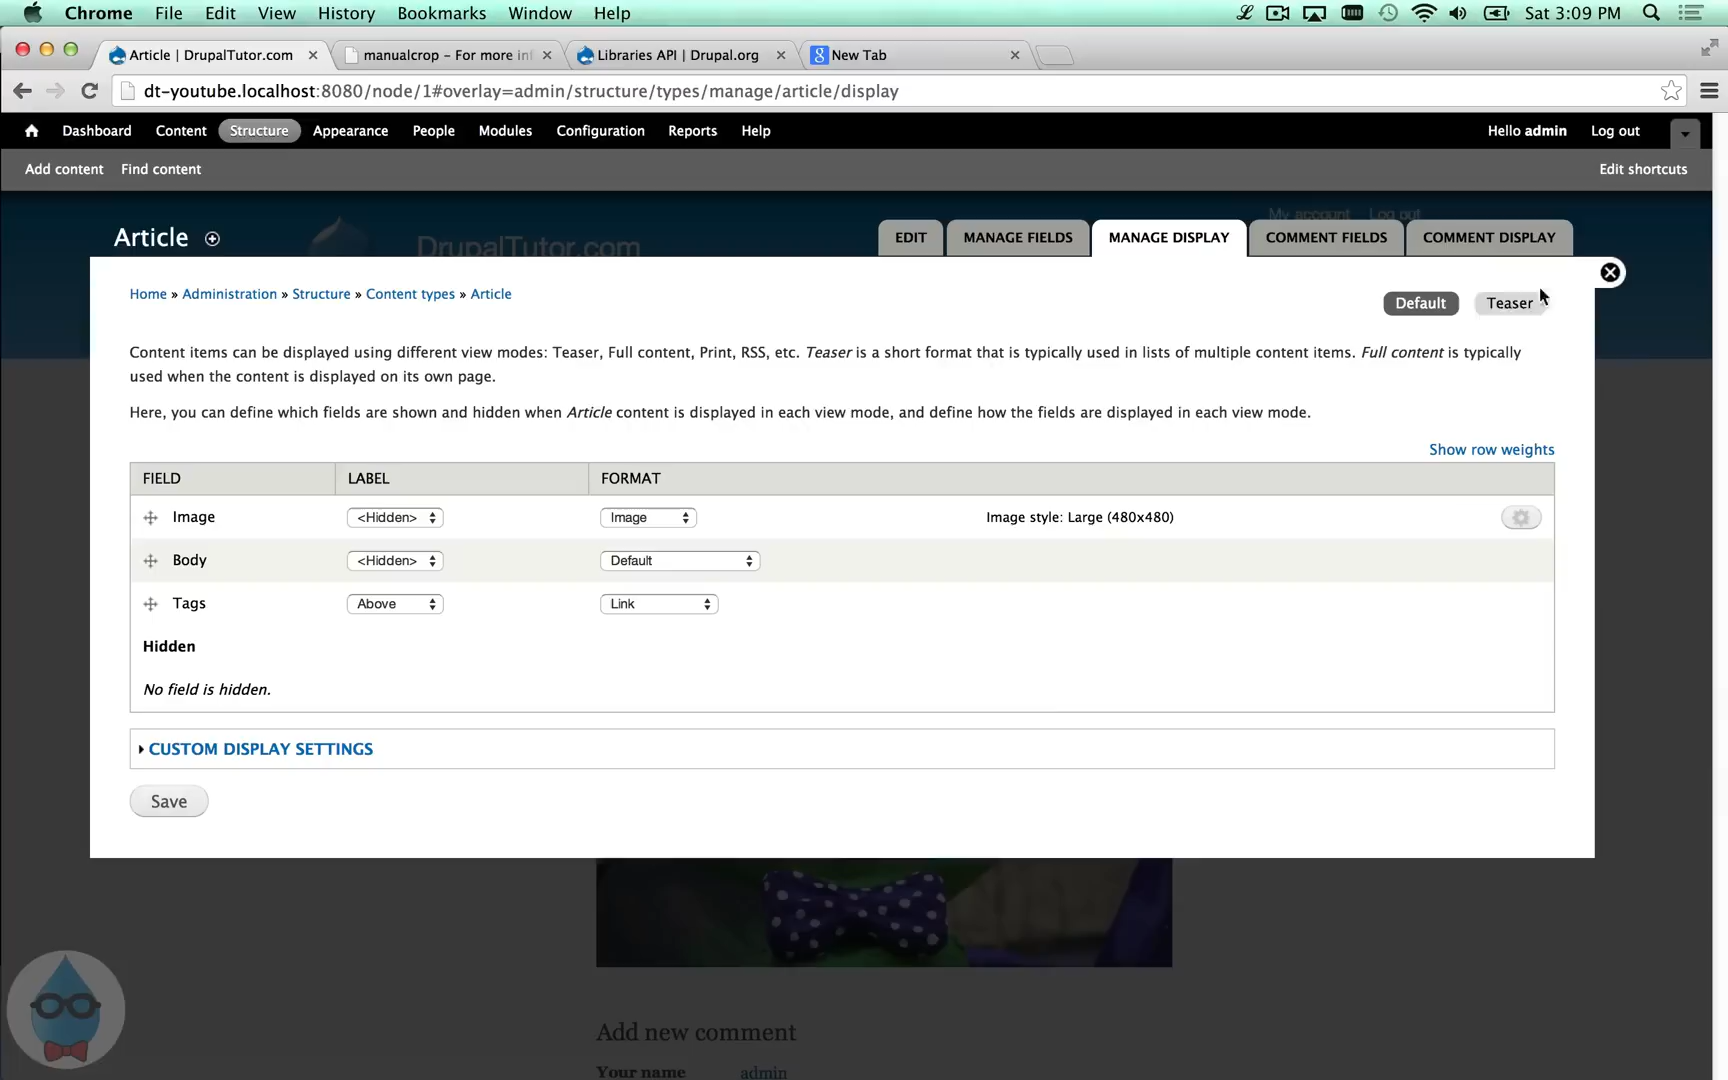 Chrome File Edit View History Bookmarks Window Help Sat 3:09 PM
Article | DrupalTutor.com manualcrop – For more in Libraries API | Drupal.org New Tab
dt-youtube.localhost:8080/node/1#overlay=admin/structure/types/manage/article/display
Dashboard Content Structure Appearance People Modules Configuration Reports Help Hello admin Log out
Add content Find content Edit shortcuts
My account Log out
Article EDIT MANAGE FIELDS MANAGE DISPLAY COMMENT FIELDS COMMENT DISPLAY
DrupalTutor.com
Home » Administration » Structure » Content types » Article
Default Teaser
Content items can be displayed using different view modes: Teaser, Full content, Print, RSS, etc. Teaser is a short format that is typically used in lists of multiple content items. Full content is typically
used when the content is displayed on its own page.
Here, you can define which fields are shown and hidden when Article content is displayed in each view mode, and define how the fields are displayed in each view mode.
Show row weights
FIELD LABEL FORMAT
Image <Hidden> Image Image style: Large (480x480)
Body <Hidden> Default
Tags Above Link
Hidden
No field is hidden.
CUSTOM DISPLAY SETTINGS
Save
Add new comment
Your name admin